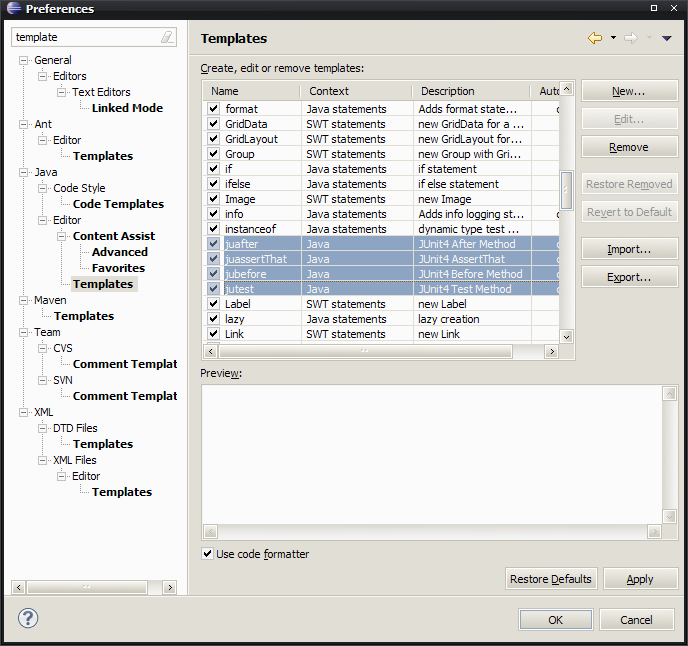 Preferences
template
General
Editors
Text Editors
Linked Mode
Ant
Editor
Templates
Java
Code Style
Code Templates
Editor
Content Assist
Advanced
Favorites
Templates
Maven
Templates
Team
CVS
Comment Templat
SVN
Comment Templat
XML
DTD Files
Templates
XML Files
Editor
Templates
Templates
Create, edit or remove templates:
Name Context Description Auto
format Java statements Adds format state...
GridData SWT statements new GridData for a ...
GridLayout SWT statements new GridLayout for...
Group SWT statements new Group with Gri...
if Java statements if statement
ifelse Java statements if else statement
Image SWT statements new Image
info Java statements Adds info logging st...
instanceof Java statements dynamic type test ...
juafter Java JUnit4 After Method
juassertThat Java JUnit4 AssertThat
jubefore Java JUnit4 Before Method
jutest Java JUnit4 Test Method
Label SWT statements new Label
lazy Java statements lazy creation
Link SWT statements new Link
New...
Edit...
Remove
Restore Removed
Revert to Default
Import...
Export...
Preview:
Use code formatter
Restore Defaults Apply
? OK Cancel